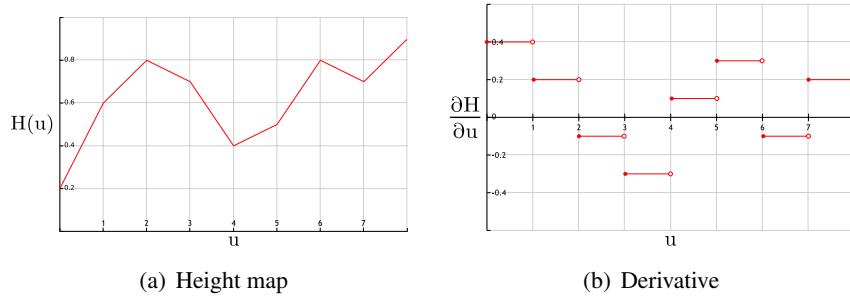 0.8
0.6
H(u)
0.4
0.2
1 2 3 4 5 6 7
u
(a) Height map
0.4
0.2
∂H
∂u
0
1 2 3 4 5 6 7
-0.2
-0.4
u
(b) Derivative